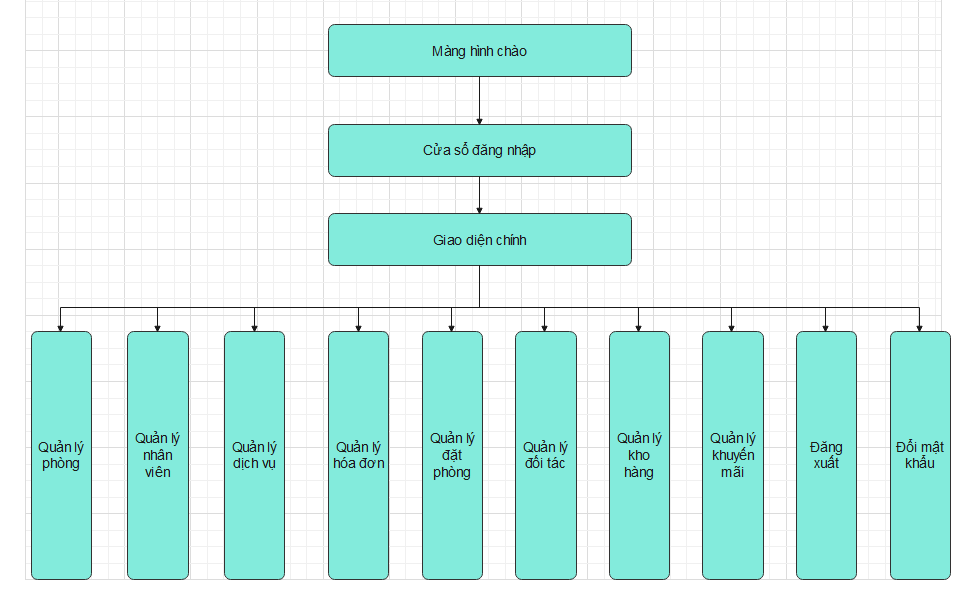 Màng hình chào
Cửa sổ đăng nhập
Giao diện chính
Quản lý
phòng
Quản lý
nhân
viên
Quản lý
dịch vụ
Quản lý
hóa đơn
Quản lý
đặt
phòng
Quản lý
đối tác
Quản lý
kho
hàng
Quản lý
khuyến
mãi
Đăng
xuất
Đổi mật
khẩu